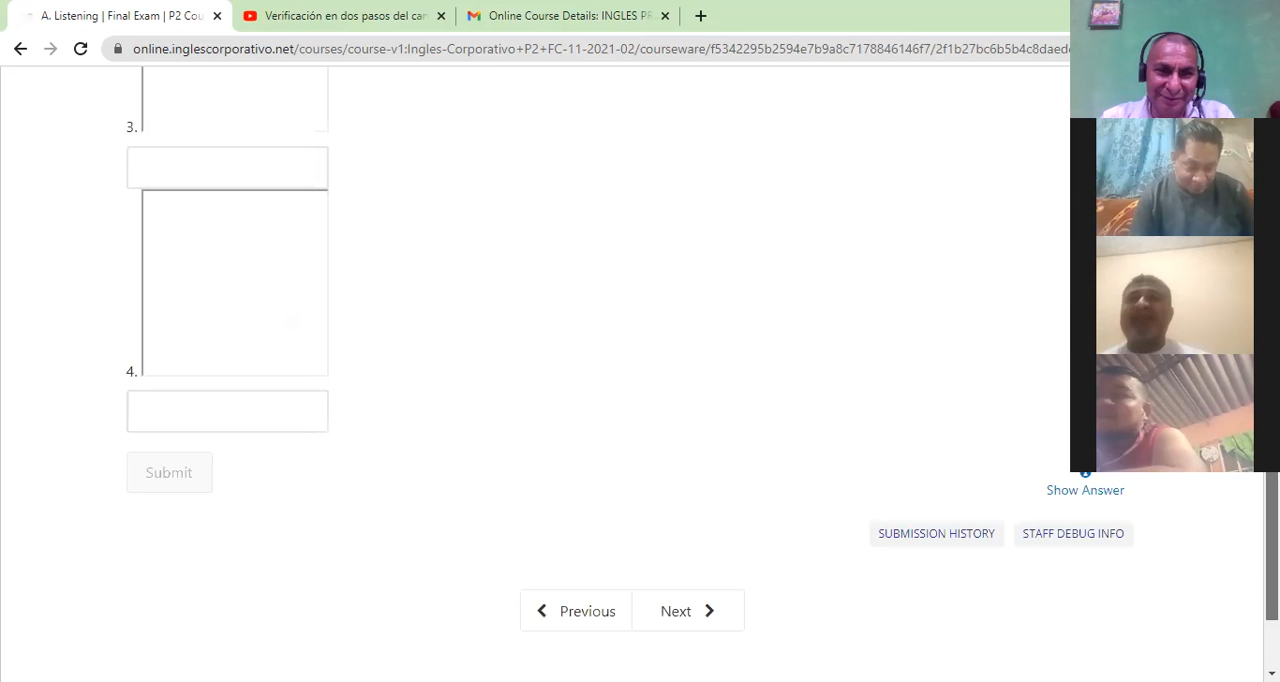 A. Listening | Final Exam | P2 Cou
Verificación en dos pasos del car
Online Course Details: INGLES PR
online.inglescorporativo.net/courses/course-v1:Ingles-Corporativo+P2+FC-11-2021-02/courseware/f5342295b2594e7b9a8c7178846146f7/2f1b27bc6b5b4c8daede
3.
4.
Submit
Show Answer
SUBMISSION HISTORY
STAFF DEBUG INFO
Previous
Next